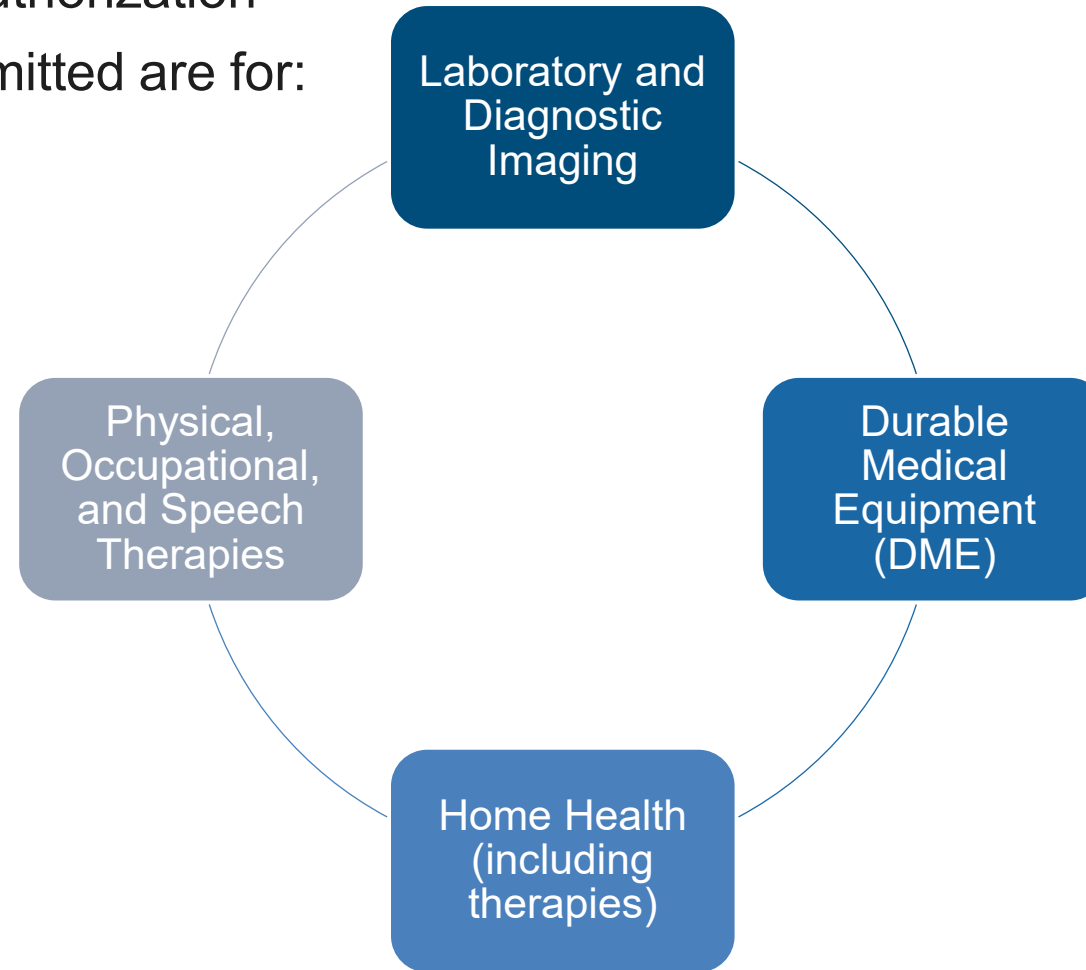 are for:
Laboratory and
Diagnostic
Imaging
Durable
Medical
Equipment
(DME)
Home Health
(including
therapies)
Physical,
Occupational,
and Speech
Therapies